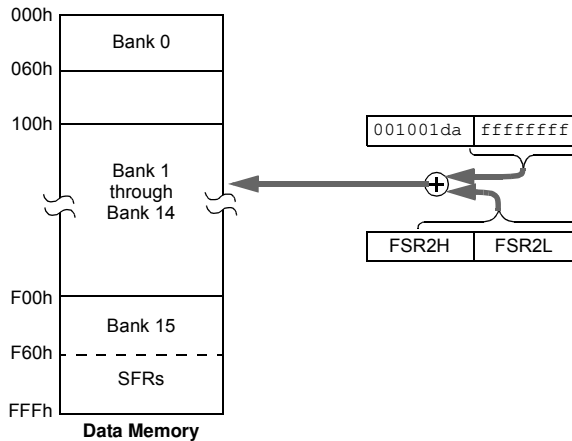 000h
Bank 0
060h
100h
001001da ffffffff
Bank 1
through
Bank 14
FSR2H FSR2L
F00h
Bank 15
F60h
SFRs
FFFh
Data Memory